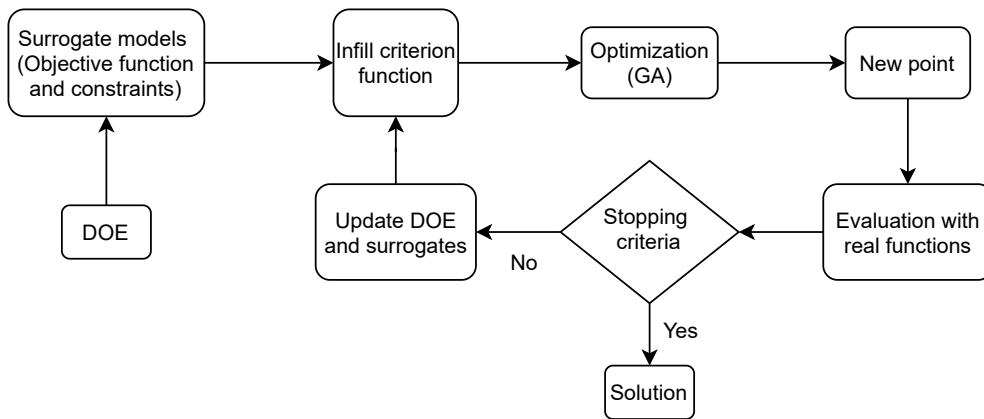 Surrogate models
(Objective function
and constraints)
Infill criterion
function
Optimization
(GA)
New point
DOE
Update DOE
and surrogates
Stopping
criteria
Evaluation with
real functions
No
Yes
Solution